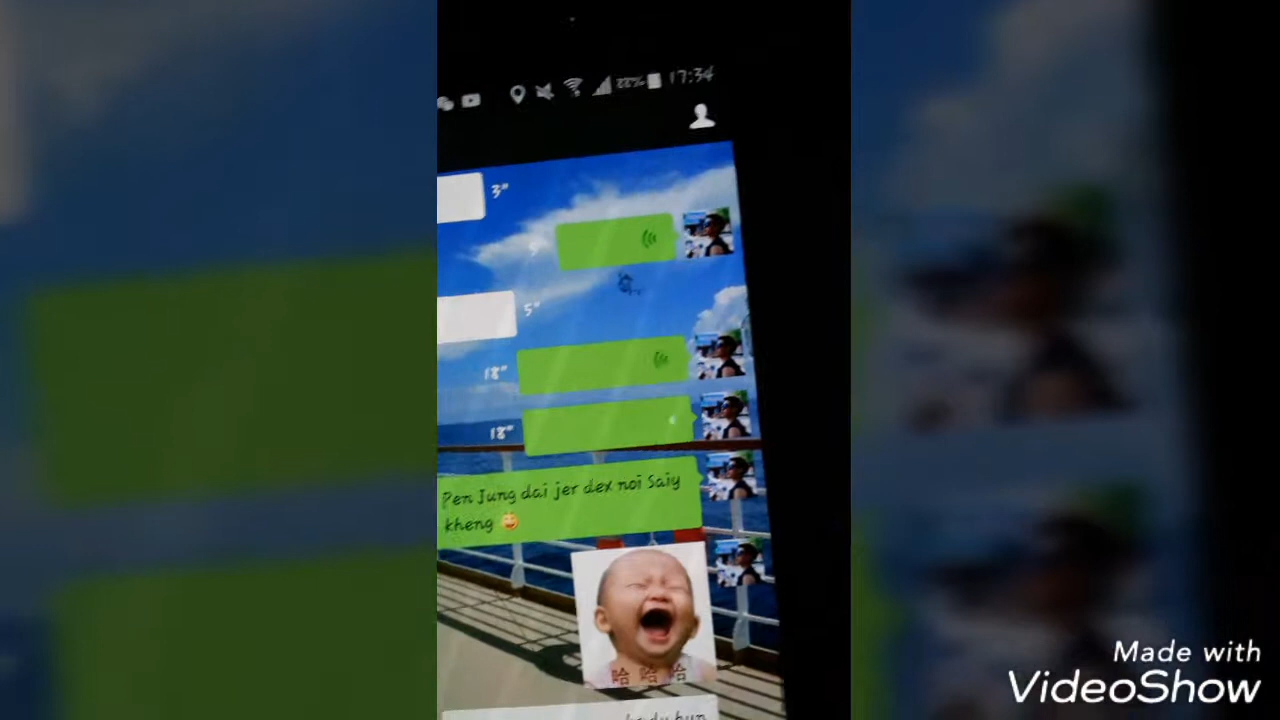 22% 17:34
3"
5"
18"
18"
Pen Jung dai jer dex noi Saiy
kheng 😄
哈 哈 哈
Made with
VideoShow